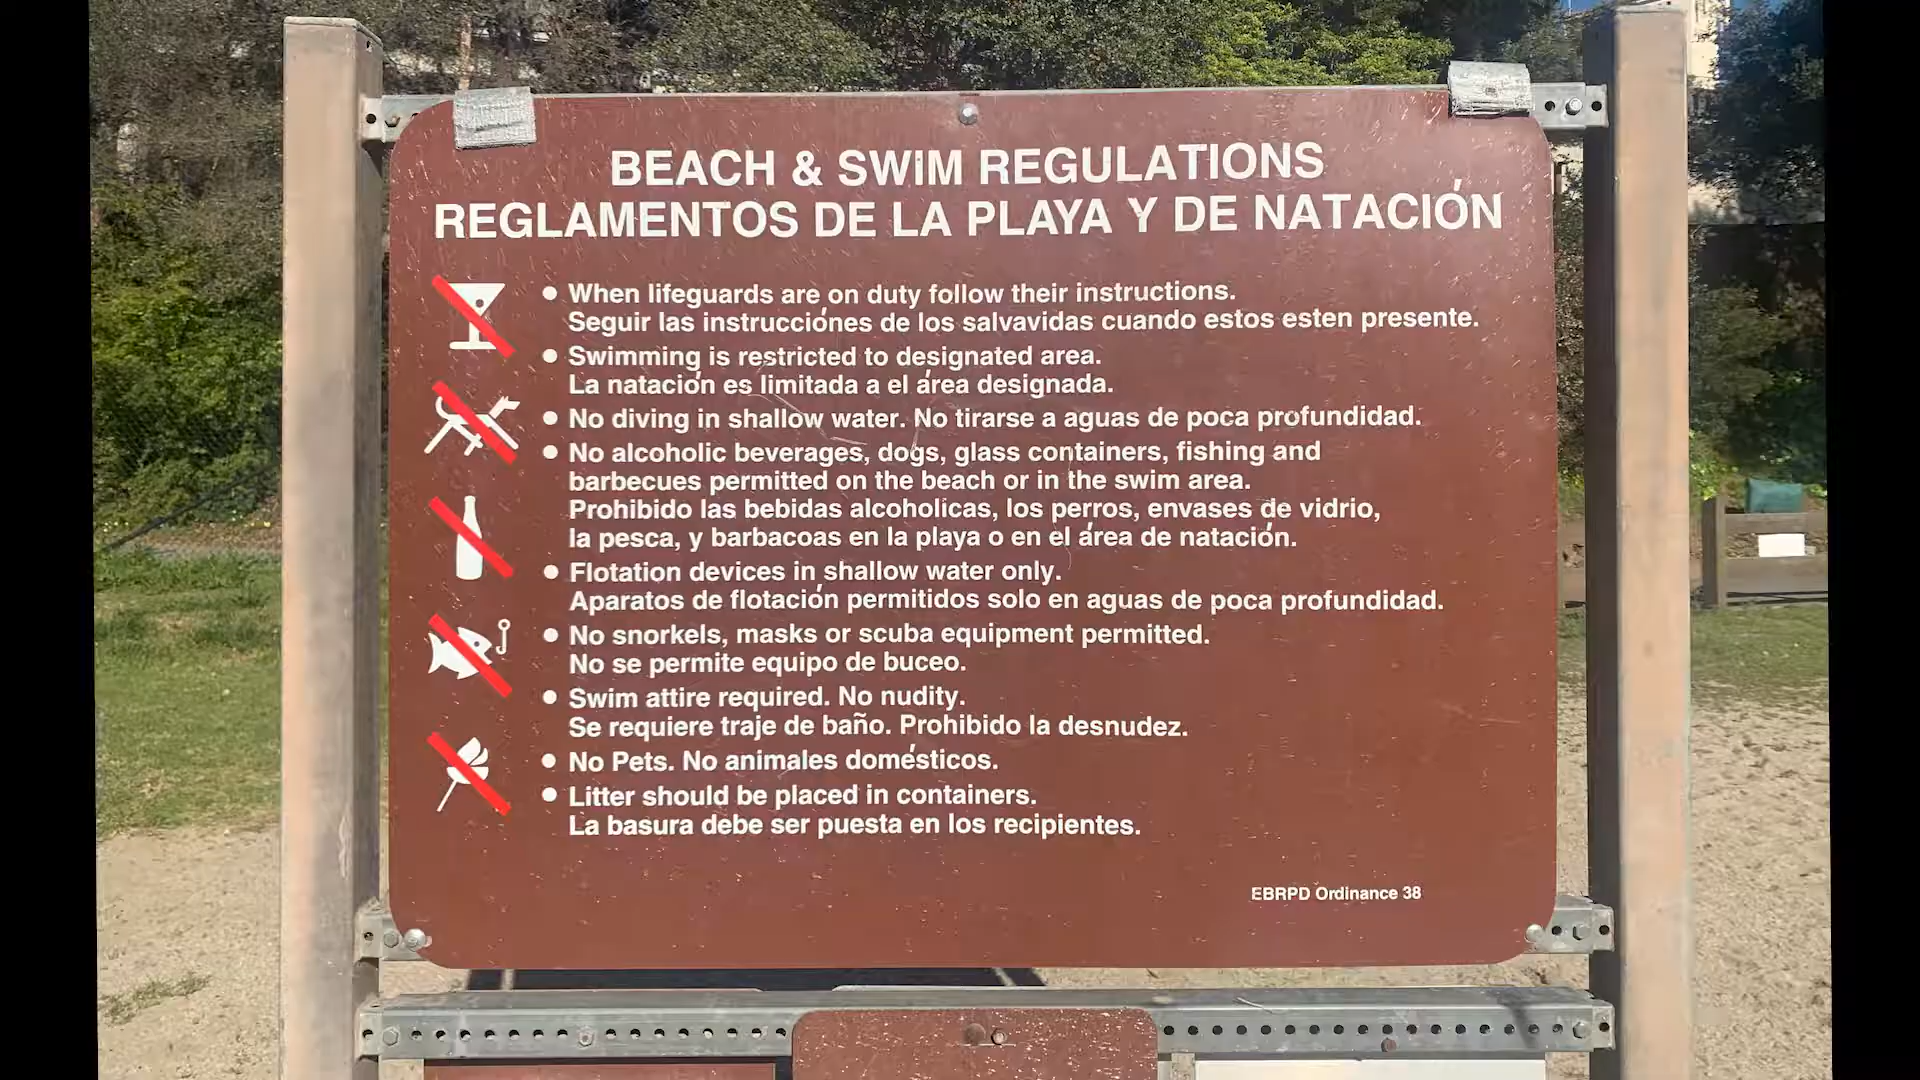 BEACH & SWIM REGULATIONS
REGLAMENTOS DE LA PLAYA Y DE NATACIÓN
• When lifeguards are on duty follow their instructions.
Seguir las instrucciónes de los salvavidas cuando estos esten presente.
• Swimming is restricted to designated area.
La natación es limitada a el área designada.
• No diving in shallow water. No tirarse a aguas de poca profundidad.
• No alcoholic beverages, dogs, glass containers, fishing and
barbecues permitted on the beach or in the swim area.
Prohibido las bebidas alcoholicas, los perros, envases de vidrio,
la pesca, y barbacoas en la playa o en el área de natación.
• Flotation devices in shallow water only.
Aparatos de flotación permitidos solo en aguas de poca profundidad.
• No snorkels, masks or scuba equipment permitted.
No se permite equipo de buceo.
• Swim attire required. No nudity.
Se requiere traje de baño. Prohibido la desnudez.
• No Pets. No animales domésticos.
• Litter should be placed in containers.
La basura debe ser puesta en los recipientes.
EBRPD Ordinance 38